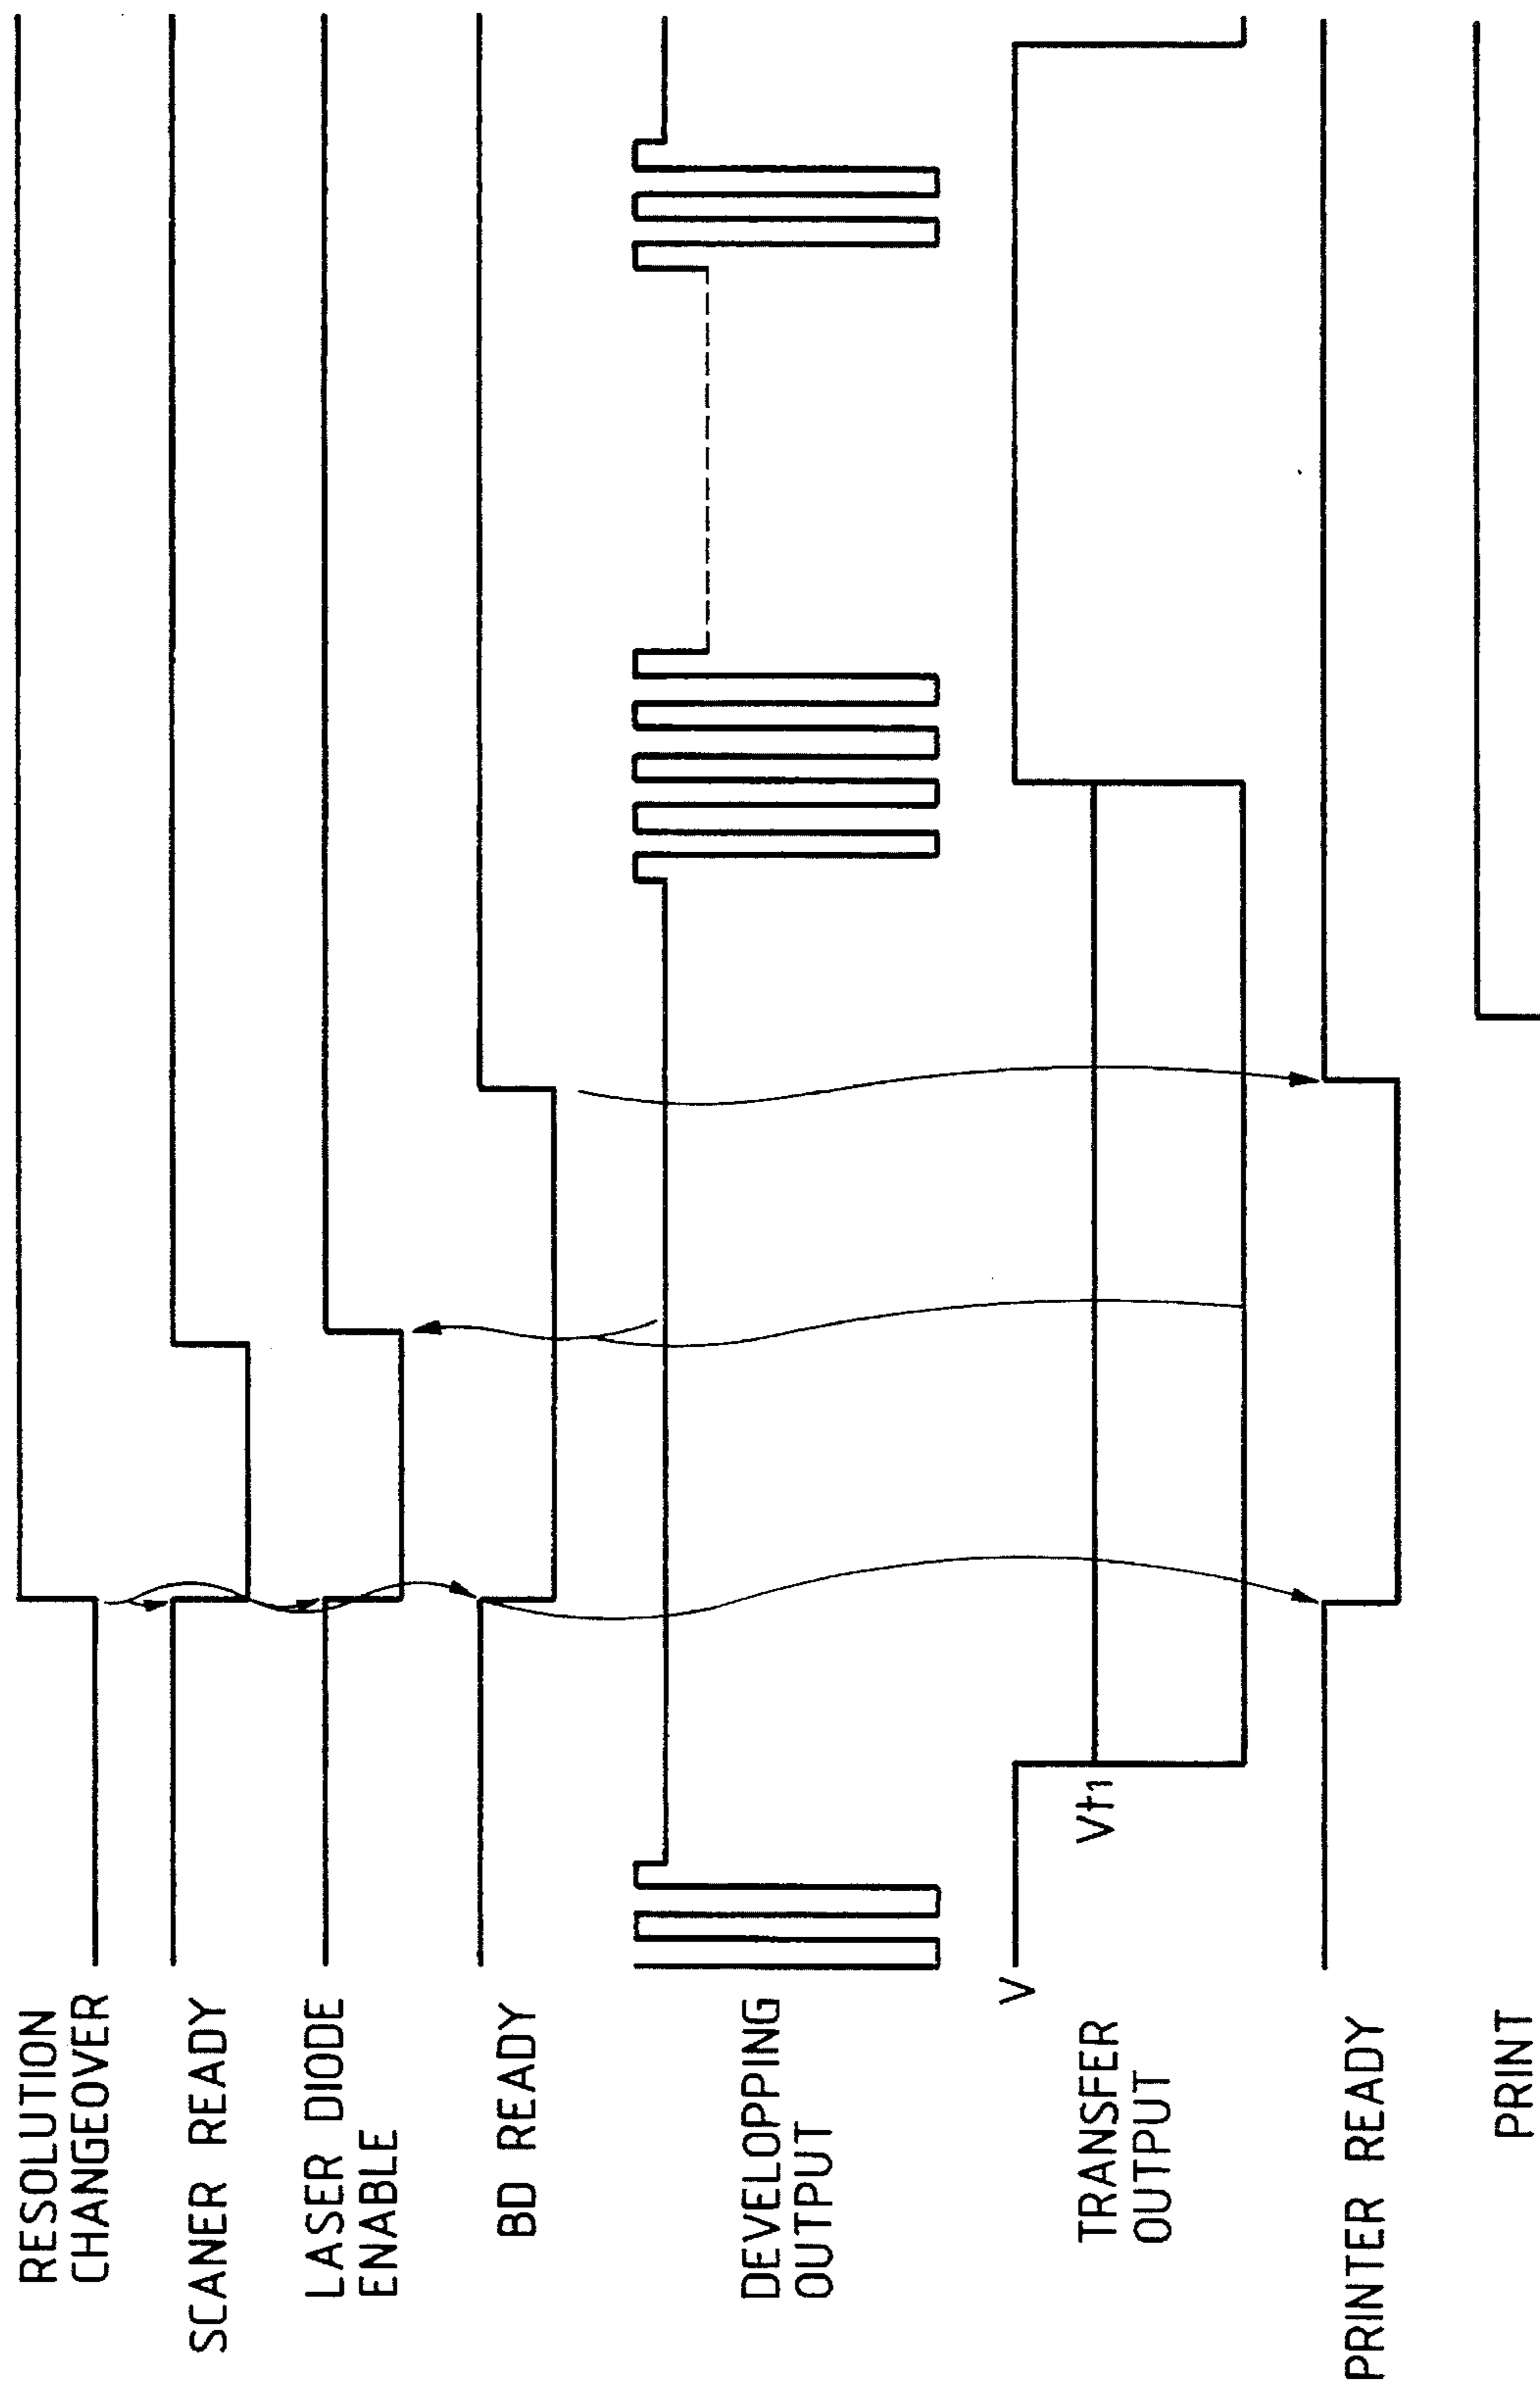 RESOLUTION
CHANGEOVER
SCANER READY
LASER DIODE
ENABLE
BD READY
DEVELOPPING
OUTPUT
V
Vt1
TRANSFER
OUTPUT
PRINTER READY
PRINT